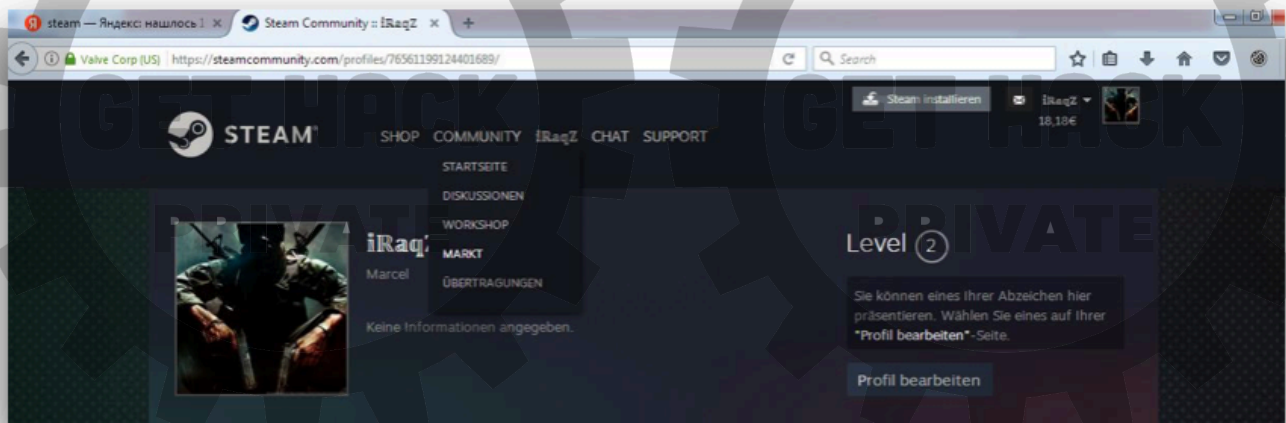 steam — Яндекс: нашлось 1
Steam Community :: iRaqZ
Valve Corp (US) https://steamcommunity.com/profiles/76561199124401689/
Search
Steam installieren
iRaqZ
18,18€
STEAM
SHOP COMMUNITY iRaqZ CHAT SUPPORT
STARTSEITE
DISKUSSIONEN
WORKSHOP
MARKT
ÜBERTRAGUNGEN
iRaqZ
Marcel
Keine Informationen angegeben.
Level 2
Sie können eines Ihrer Abzeichen hier
präsentieren. Wählen Sie eines auf Ihrer
"Profil bearbeiten"-Seite.
Profil bearbeiten
GET HACK
PRIVATE
GET HACK
PRIVATE